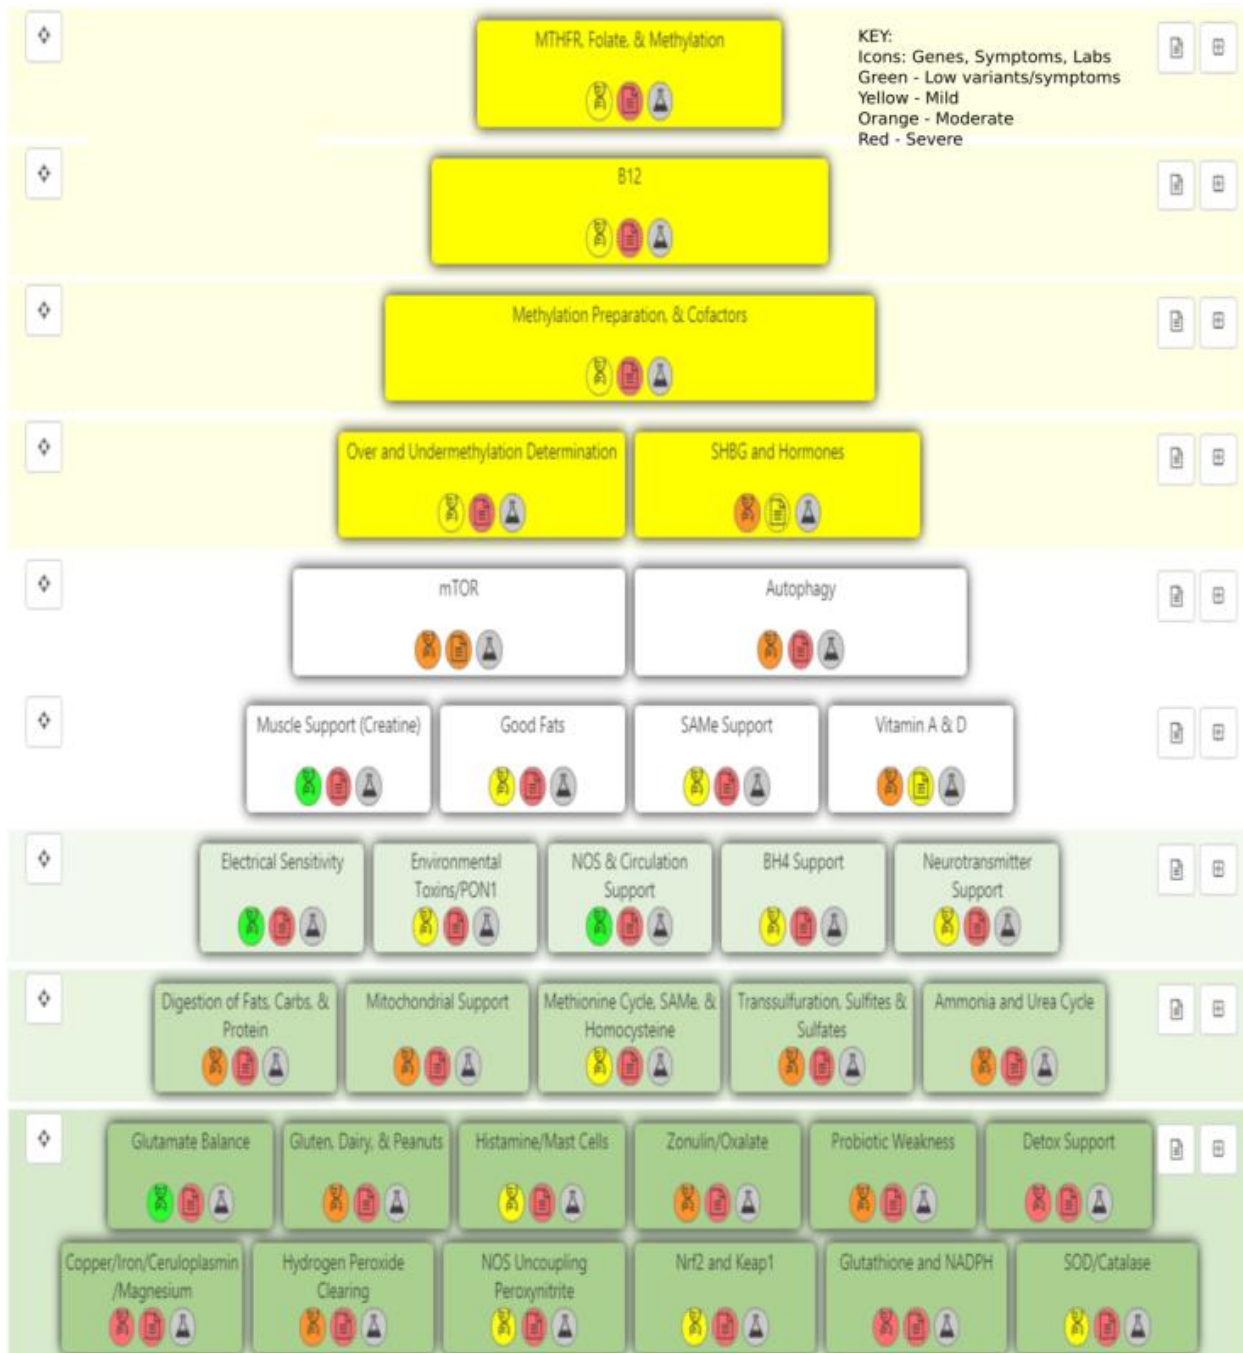 MTHFR, Folate, & Methylation
KEY:
Icons: Genes, Symptoms, Labs
Green - Low variants/symptoms
Yellow - Mild
Orange - Moderate
Red - Severe
B12
Methylation Preparation, & Cofactors
Over and Undermethylation Determination
SHBG and Hormones
mTOR
Autophagy
Muscle Support (Creatine)
Good Fats
SAMe Support
Vitamin A & D
Electrical Sensitivity
Environmental
Toxins/PON1
NOS & Circulation
Support
BH4 Support
Neurotransmitter
Support
Digestion of Fats, Carbs, &
Protein
Mitochondrial Support
Methionine Cycle, SAMe, &
Homocysteine
Transsulfuration, Sulfites &
Sulfates
Ammonia and Urea Cycle
Glutamate Balance
Gluten, Dairy, & Peanuts
Histamine/Mast Cells
Zonulin/Oxalate
Probiotic Weakness
Detox Support
Copper/Iron/Ceruloplasmin
/Magnesium
Hydrogen Peroxide
Clearing
NOS Uncoupling
Peroxynitrite
Nrf2 and Keap1
Glutathione and NADPH
SOD/Catalase